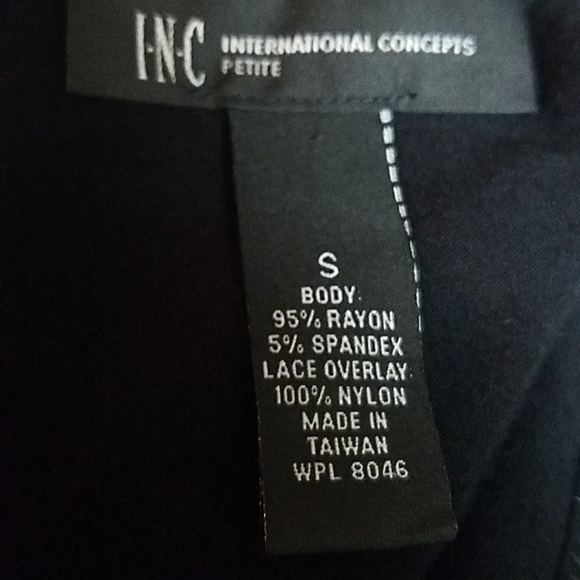 I·N·C INTERNATIONAL CONCEPTS
PETITE
S
BODY:
95% RAYON
5% SPANDEX
LACE OVERLAY:
100% NYLON
MADE IN
TAIWAN
WPL 8046